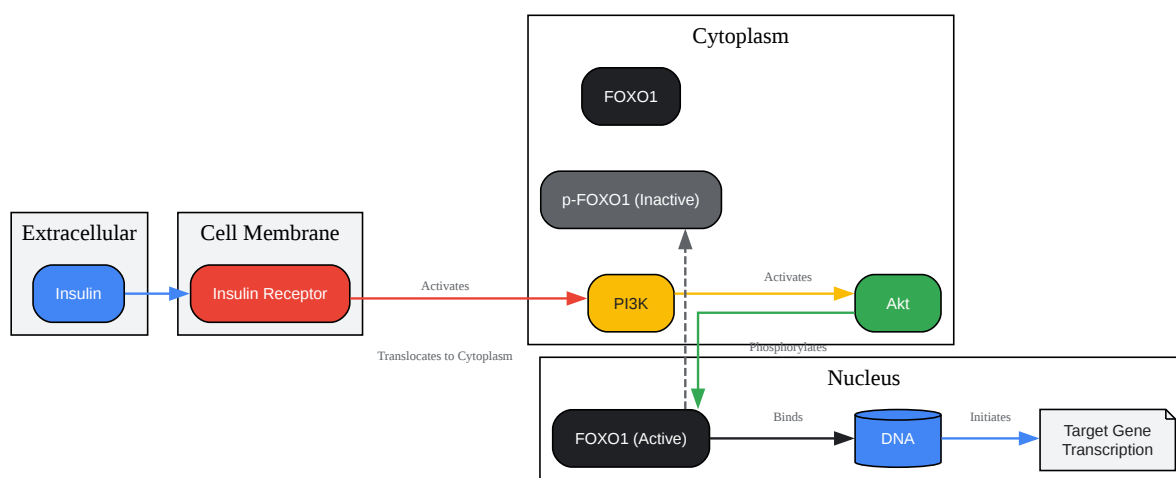 Cytoplasm
FOXO1
p-FOXO1 (Inactive)
Extracellular
Cell Membrane
Insulin
Insulin Receptor
Activates
PI3K
Activates
Akt
Translocates to Cytoplasm
Phosphorylates
Nucleus
FOXO1 (Active)
Binds
DNA
Initiates
Target Gene
Transcription